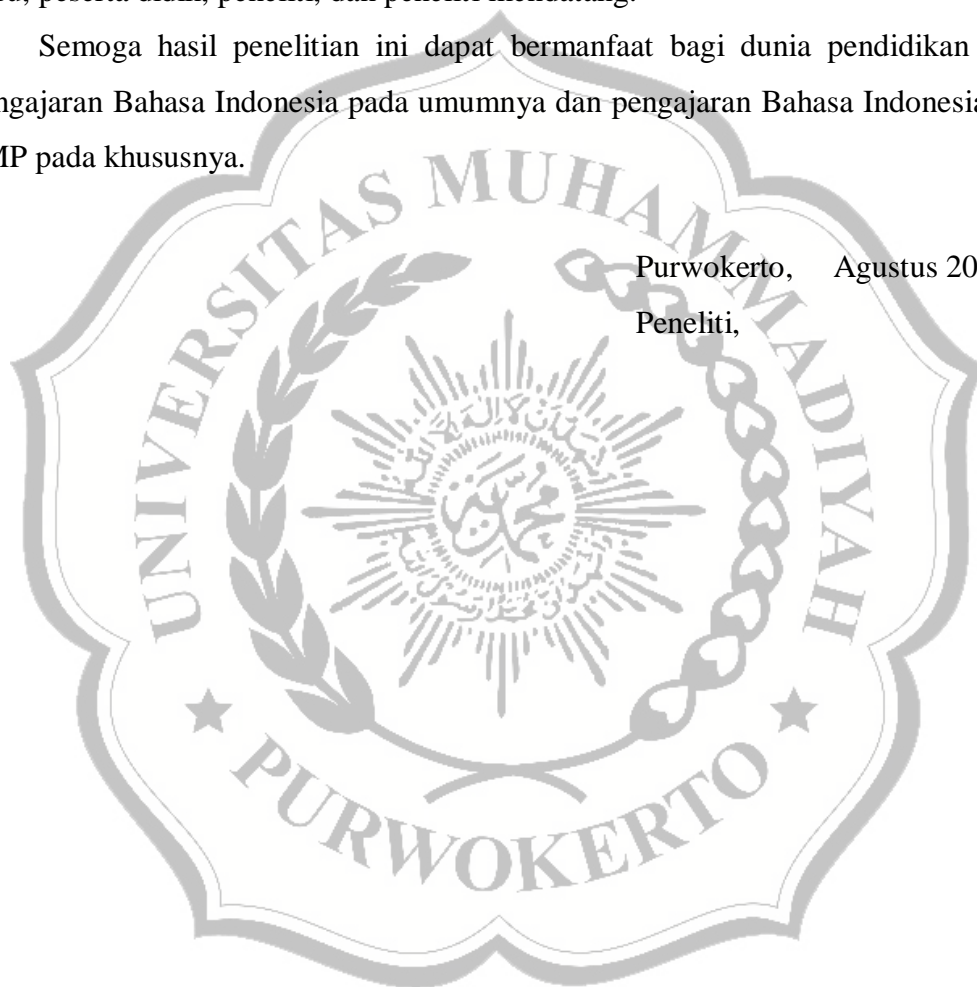 peserta didik, peneliti, dan peneliti mendatang.
Semoga hasil penelitian ini dapat bermanfaat bagi dunia pendidikan
ngajaran Bahasa Indonesia pada umumnya dan pengajaran Bahasa Indonesia
MP pada khususnya.
Purwokerto, Agustus 20
Peneliti,
UNIVERSITAS MUHAMMADIYAH
PURWOKERTO